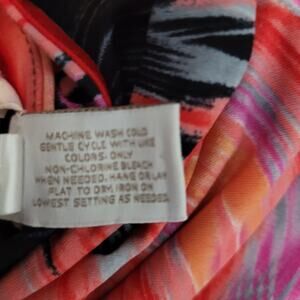 MACHINE WASH COLD
GENTLE CYCLE WITH LIKE
COLORS. ONLY
NON-CHLORINE BLEACH
WHEN NEEDED. HANG OR LAY
FLAT TO DRY. IRON ON
LOWEST SETTING AS NEEDED.